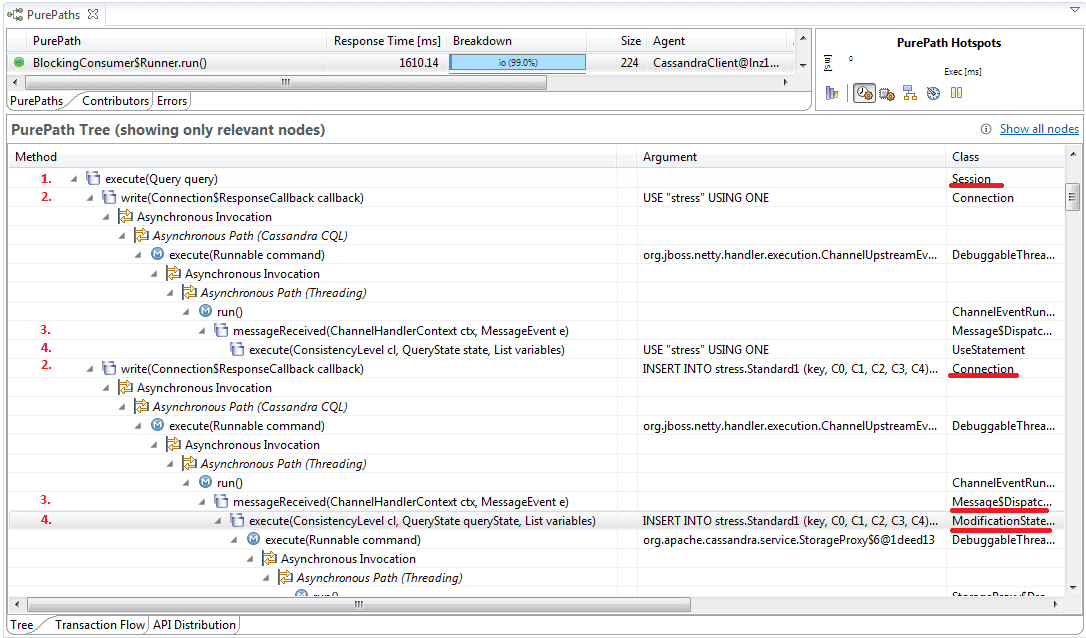 PurePaths
PurePath Response Time [ms] Breakdown Size Agent
BlockingConsumer$Runner.run() 1610.14 io (99.0%) 224 CassandraClient@lnz1...
PurePaths Contributors Errors
PurePath Hotspots
[ms]
0
Exec [ms]
PurePath Tree (showing only relevant nodes) Show all nodes
Method Argument Class
1. execute(Query query) Session
2. write(Connection$ResponseCallback callback) USE "stress" USING ONE Connection
Asynchronous Invocation
Asynchronous Path (Cassandra CQL)
execute(Runnable command) org.jboss.netty.handler.execution.ChannelUpstreamEv... DebuggableThrea...
Asynchronous Invocation
Asynchronous Path (Threading)
run() ChannelEventRun...
3. messageReceived(ChannelHandlerContext ctx, MessageEvent e) Message$Dispatc...
4. execute(ConsistencyLevel cl, QueryState state, List variables) USE "stress" USING ONE UseStatement
2. write(Connection$ResponseCallback callback) INSERT INTO stress.Standard1 (key, C0, C1, C2, C3, C4)... Connection
Asynchronous Invocation
Asynchronous Path (Cassandra CQL)
execute(Runnable command) org.jboss.netty.handler.execution.ChannelUpstreamEv... DebuggableThrea...
Asynchronous Invocation
Asynchronous Path (Threading)
run() ChannelEventRun...
3. messageReceived(ChannelHandlerContext ctx, MessageEvent e) Message$Dispatc...
4. execute(ConsistencyLevel cl, QueryState queryState, List variables) INSERT INTO stress.Standard1 (key, C0, C1, C2, C3, C4)... ModificationState...
execute(Runnable command) org.apache.cassandra.service.StorageProxy$6@1deed13 DebuggableThrea...
Asynchronous Invocation
Asynchronous Path (Threading)
run() StorageProxy$Dro...
Tree Transaction Flow API Distribution